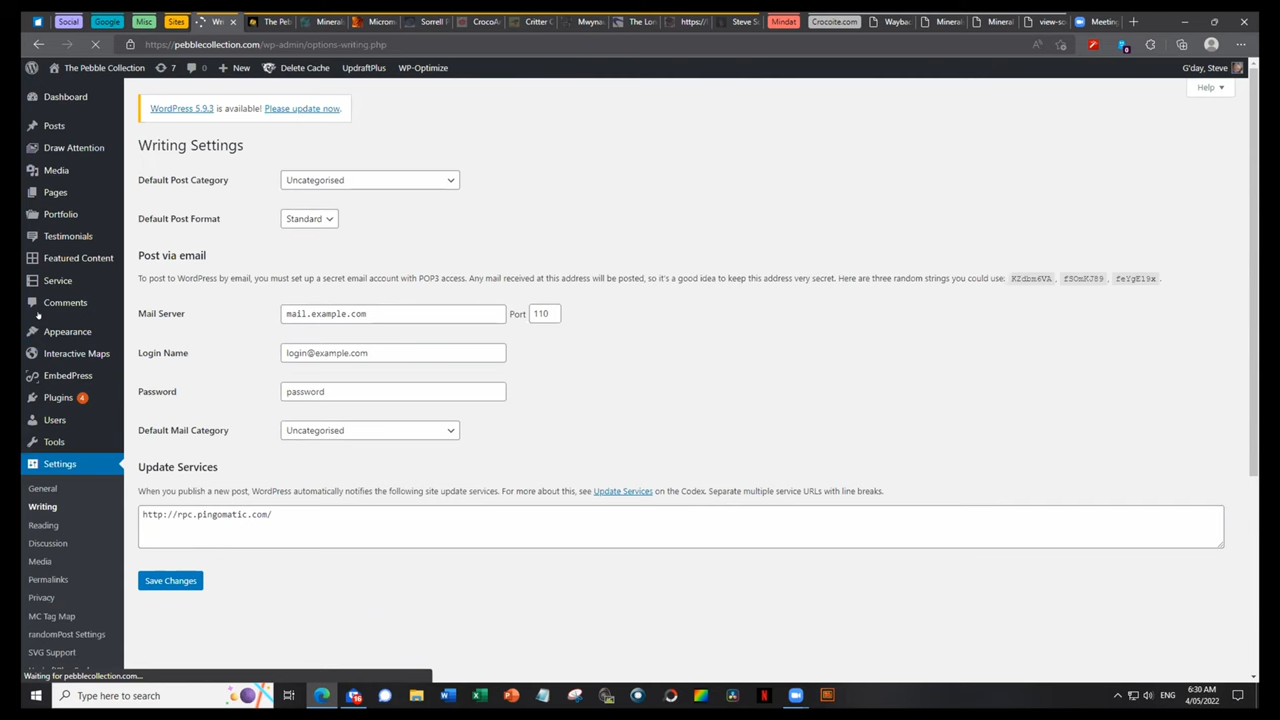 Social
Google
Misc
Sites
Wri
The Peb
Mineral
Microm
Sorrell F
CrocoAr
Critter G
Mwyna
The Lon
https://
Steve So
Mindat
Crocoite.com
Waybac
Mineral
Mineral
view-so
Meeting
https://pebblecollection.com/wp-admin/options-writing.php
The Pebble Collection
7
0
New
Delete Cache
UpdraftPlus
WP-Optimize
G'day, Steve
Help
Dashboard
Posts
Draw Attention
Media
Pages
Portfolio
Testimonials
Featured Content
Service
Comments
Appearance
Interactive Maps
EmbedPress
Plugins 4
Users
Tools
Settings
General
Writing
Reading
Discussion
Media
Permalinks
Privacy
MC Tag Map
randomPost Settings
SVG Support
WordPress 5.9.3 is available! Please update now.
Writing Settings
Default Post Category Uncategorised
Default Post Format Standard
Post via email
To post to WordPress by email, you must set up a secret email account with POP3 access. Any mail received at this address will be posted, so it's a good idea to keep this address very secret. Here are three random strings you could use: KZdbm6VA, fSOmKJ89, feYgEl9x.
Mail Server mail.example.com Port 110
Login Name login@example.com
Password password
Default Mail Category Uncategorised
Update Services
When you publish a new post, WordPress automatically notifies the following site update services. For more about this, see Update Services on the Codex. Separate multiple service URLs with line breaks.
http://rpc.pingomatic.com/
Save Changes
Waiting for pebblecollection.com...
Type here to search
ENG
6:30 AM
4/05/2022